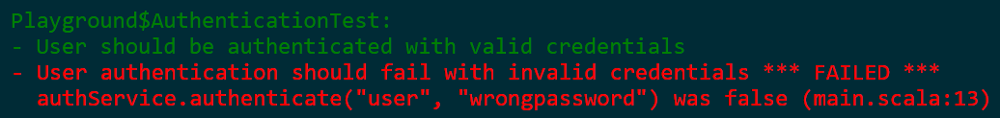 Playground$AuthenticationTest:
- User should be authenticated with valid credentials
- User authentication should fail with invalid credentials *** FAILED ***
authService.authenticate("user", "wrongpassword") was false (main.scala:13)